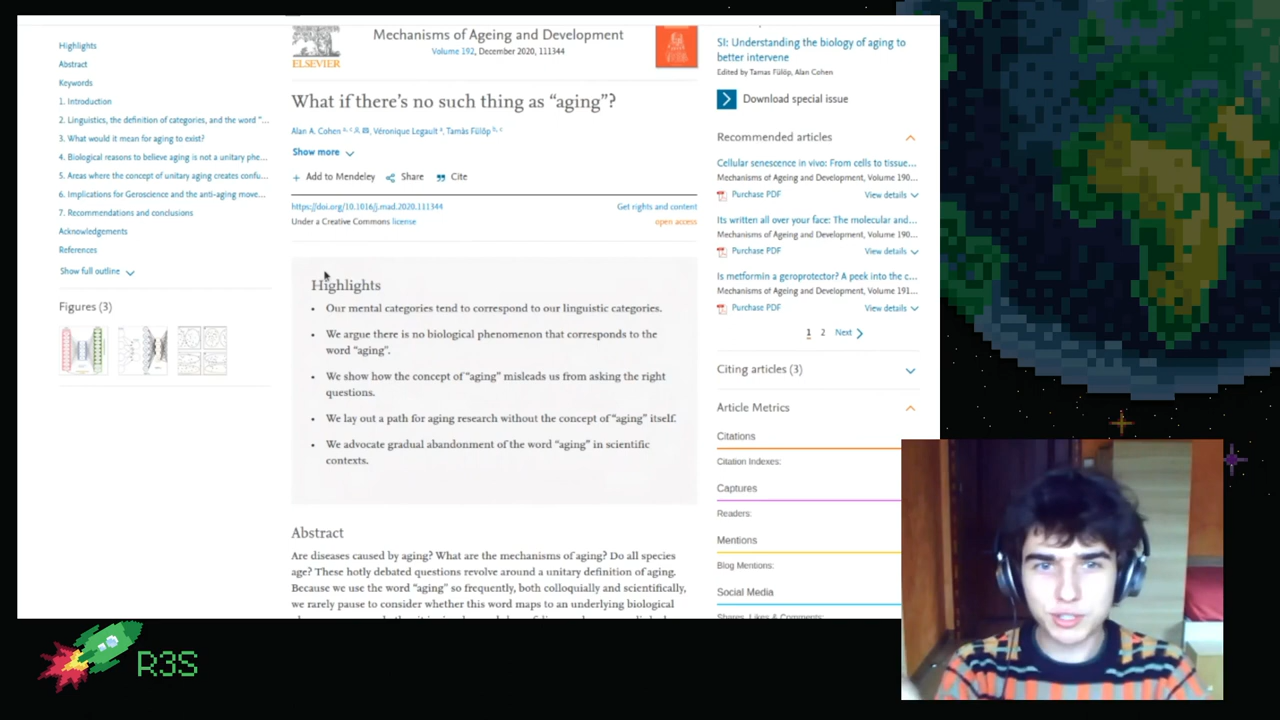 Highlights
Abstract
Keywords
1. Introduction
2. Linguistics, the definition of categories, and the word "...
3. What would it mean for aging to exist?
4. Biological reasons to believe aging is not a unitary phe...
5. Areas where the concept of unitary aging creates confu...
6. Implications for Geroscience and the anti-aging move...
7. Recommendations and conclusions
Acknowledgements
References
Show full outline
Figures (3)
ELSEVIER
Mechanisms of Ageing and Development
Volume 192, December 2020, 111344
What if there's no such thing as "aging"?
Alan A. Cohen a, c, Véronique Legault a, Tamàs Fülöp b, c
Show more
+ Add to Mendeley Share Cite
https://doi.org/10.1016/j.mad.2020.111344
Get rights and content
Under a Creative Commons license
open access
Highlights
• Our mental categories tend to correspond to our linguistic categories.
• We argue there is no biological phenomenon that corresponds to the
word "aging".
• We show how the concept of "aging" misleads us from asking the right
questions.
• We lay out a path for aging research without the concept of "aging" itself.
• We advocate gradual abandonment of the word "aging" in scientific
contexts.
Abstract
Are diseases caused by aging? What are the mechanisms of aging? Do all species
age? These hotly debated questions revolve around a unitary definition of aging.
Because we use the word "aging" so frequently, both colloquially and scientifically,
we rarely pause to consider whether this word maps to an underlying biological
SI: Understanding the biology of aging to
better intervene
Edited by Tamas Fülöp, Alan Cohen
Download special issue
Recommended articles
Cellular senescence in vivo: From cells to tissue...
Mechanisms of Ageing and Development, Volume 190...
Purchase PDF View details
Its written all over your face: The molecular and...
Mechanisms of Ageing and Development, Volume 190...
Purchase PDF View details
Is metformin a geroprotector? A peek into the c...
Mechanisms of Ageing and Development, Volume 191...
Purchase PDF View details
1 2 Next
Citing articles (3)
Article Metrics
Citations
Citation Indexes:
Captures
Readers:
Mentions
Blog Mentions:
Social Media
Shares, Likes & Comments:
R3S